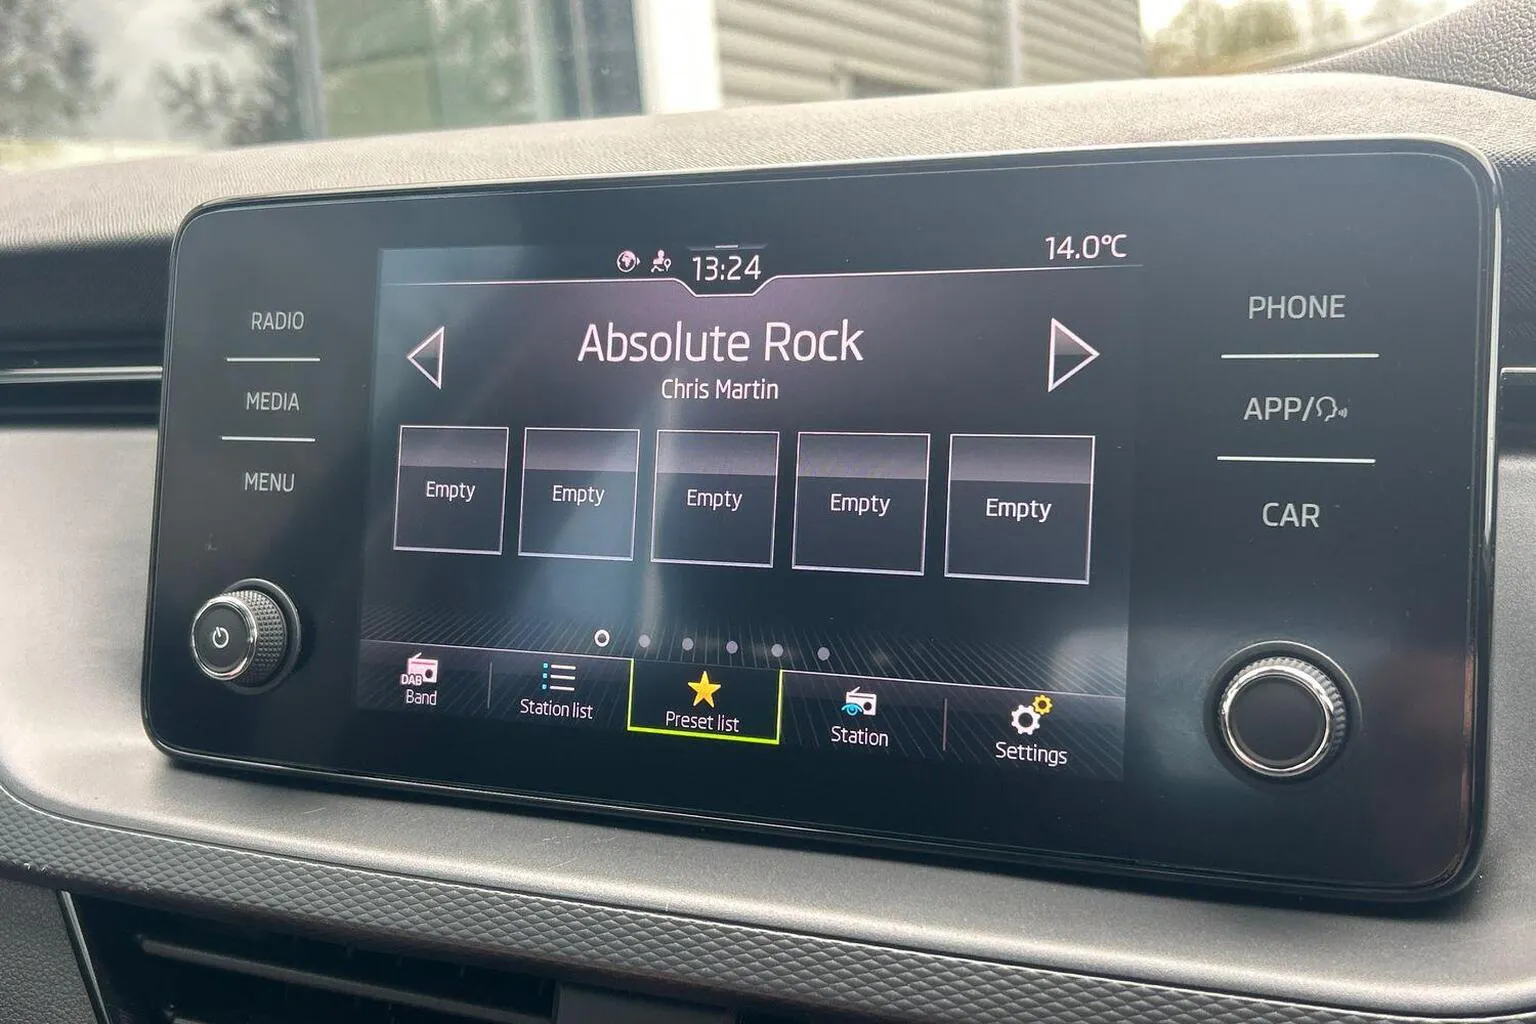 13:24
14.0°C
RADIO
MEDIA
MENU
Absolute Rock
Chris Martin
Empty
Empty
Empty
Empty
Empty
DAB
Band
Station list
Preset list
Station
Settings
PHONE
APP/
CAR